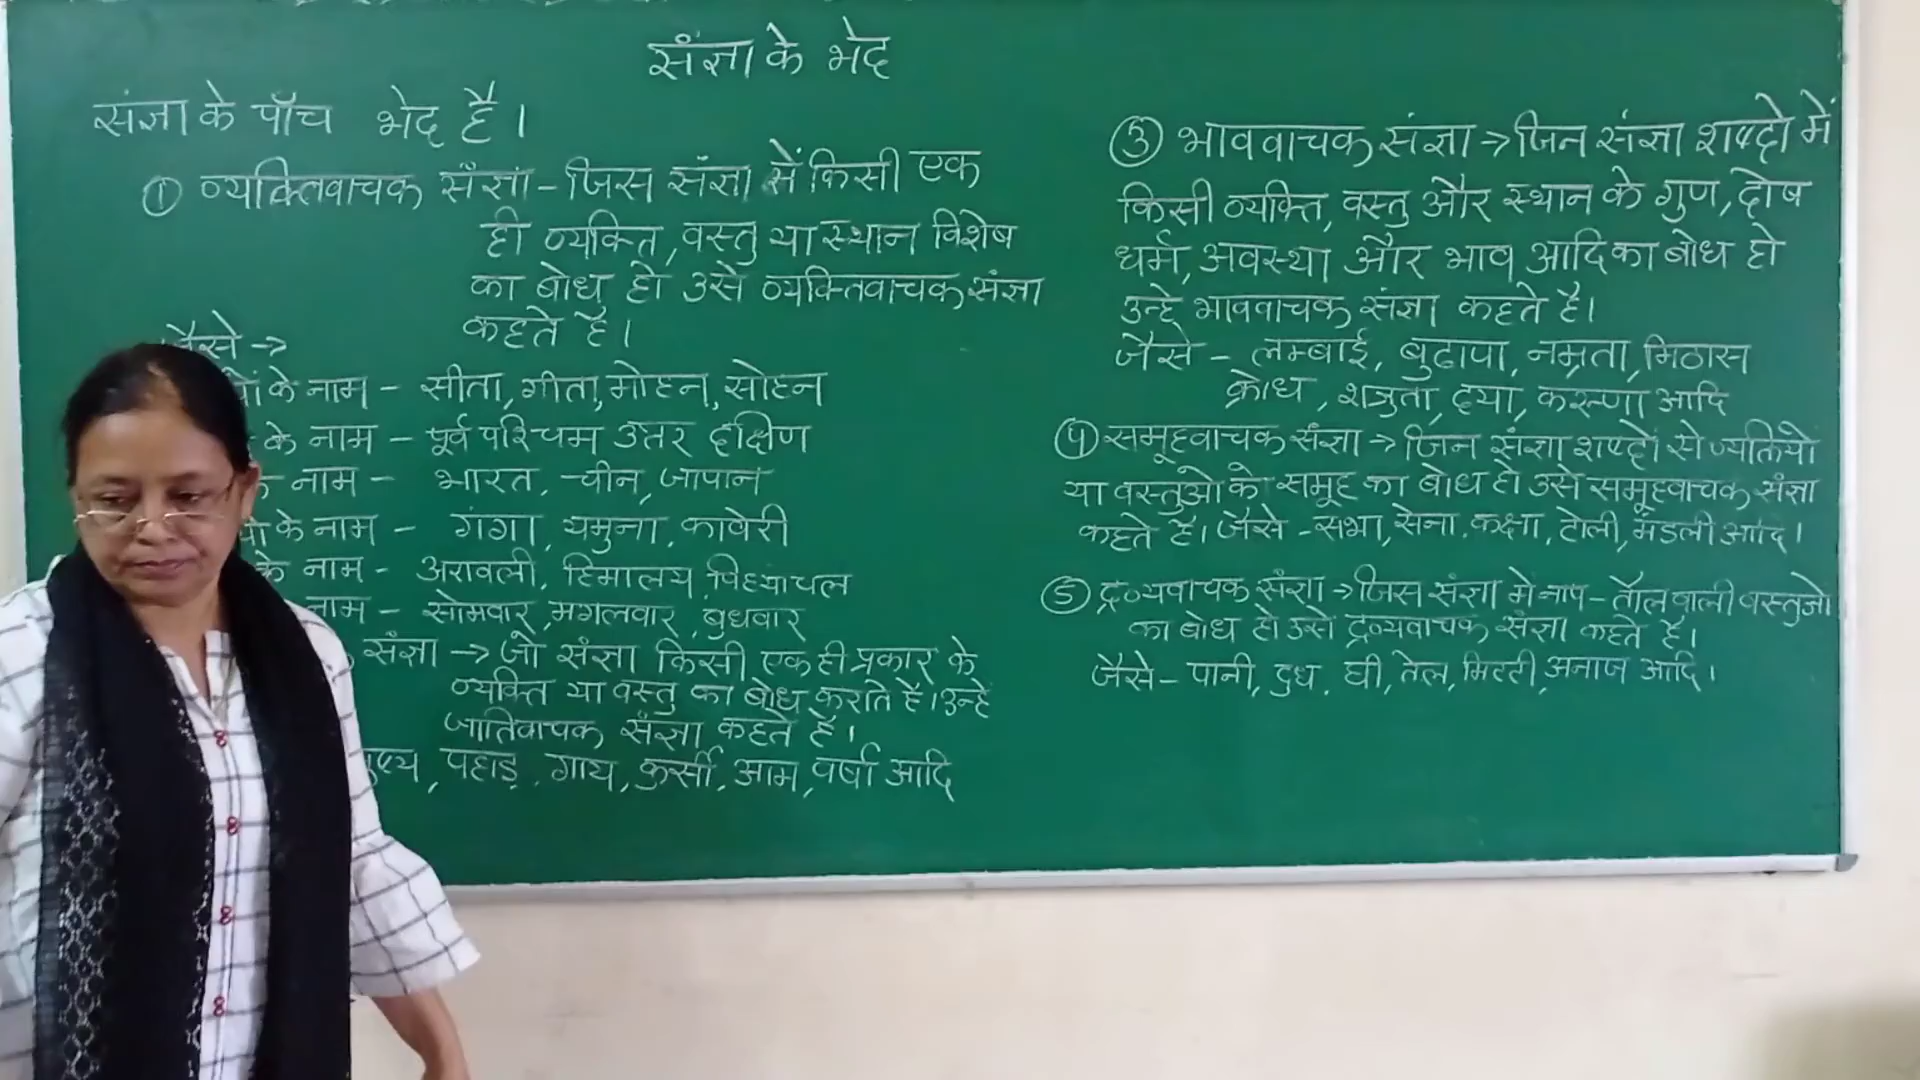 संज्ञा के भेद
संज्ञा के पाँच भेद है।
① व्यक्तिवाचक संज्ञा - जिस संज्ञा से किसी एक
ही व्यक्ति, वस्तु या स्थान विशेष
का बोध हो उसे व्यक्तिवाचक संज्ञा
कहते है।
जैसे →
के नाम - सीता, गीता, मोहन, सोहन
के नाम - पूर्व पश्चिम उत्तर दक्षिण
नाम - भारत, चीन, जापान
के नाम - गंगा, यमुना, कावेरी
के नाम - अरावली, हिमालय, विंध्याचल
नाम - सोमवार, मगलवार, बुधवार
संज्ञा → जो संज्ञा किसी एक ही प्रकार के
व्यक्ति या वस्तु का बोध कराते है। उन्हे
जातिवाचक संज्ञा कहते है।
पहाड़, गाय, कुर्सी, आम, वर्षा आदि
③ भाववाचक संज्ञा → जिन संज्ञा शब्दो में
किसी व्यक्ति, वस्तु और स्थान के गुण, दोष
धर्म, अवस्था और भाव आदि का बोध हो
उन्हे भाववाचक संज्ञा कहते है।
जैसे - लम्बाई, बुढापा, नम्रता, मिठास
क्रोध, शत्रुता, दया, करुणा आदि
④ समूहवाचक संज्ञा → जिन संज्ञा शब्दो से व्यक्तियो
या वस्तुओ के समूह का बोध हो उसे समूहवाचक संज्ञा
कहते है। जैसे - सभा, सेना, कक्षा, टोली, मंडली आदि।
⑤ द्रव्यवाचक संज्ञा → जिस संज्ञा मे नाप - तौल वाली वस्तुओ
का बोध हो उसे द्रव्यवाचक संज्ञा कहते है।
जैसे - पानी, दुध, घी, तेल, मिटटी, अनाज आदि।